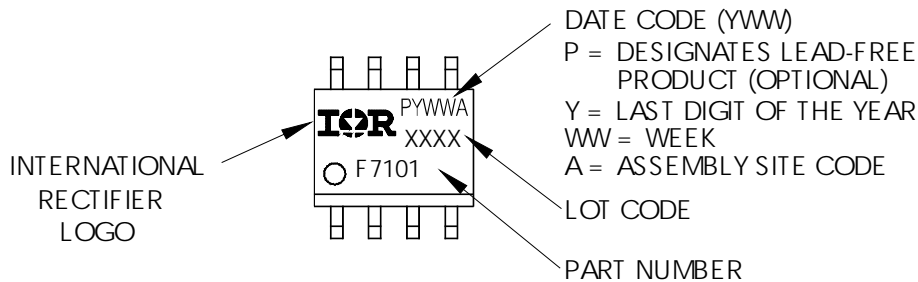 DATE CODE (YWW)
P = DESIGNATES LEAD-FREE
PRODUCT (OPTIONAL)
Y = LAST DIGIT OF THE YEAR
WW = WEEK
A = ASSEMBLY SITE CODE
LOT CODE
PART NUMBER
INTERNATIONAL
RECTIFIER
LOGO
IOR
PYWWA
XXXX
F7101